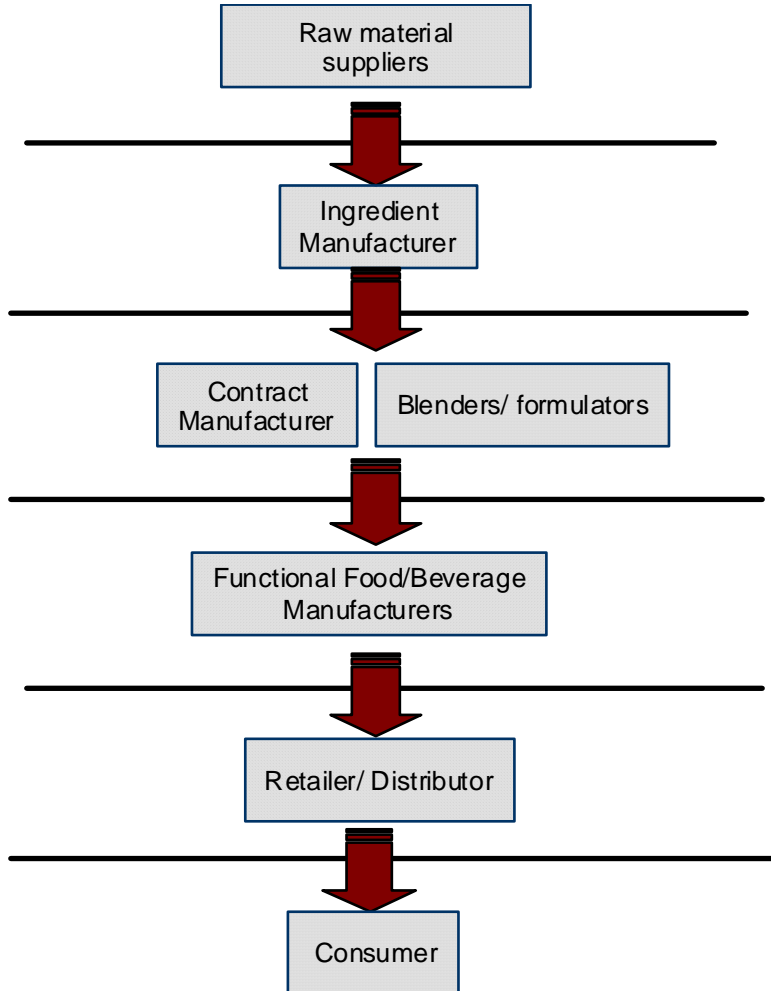 Raw material
suppliers
Ingredient
Manufacturer
Contract
Manufacturer
Blenders/ formulators
Functional Food/Beverage
Manufacturers
Retailer/ Distributor
Consumer